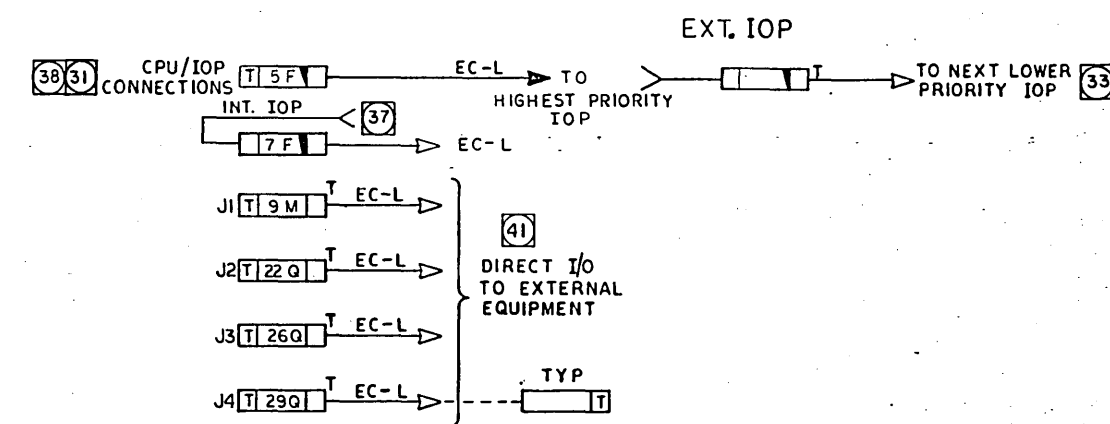 EXT. IOP
38 31
CPU/IOP
CONNECTIONS
T 5F
EC-L
TO
HIGHEST PRIORITY
IOP
T
TO NEXT LOWER
PRIORITY IOP
33
INT. IOP
37
7F
EC-L
J1 T 9M T EC-L
J2 T 22Q T EC-L
J3 T 26Q T EC-L
J4 T 29Q T EC-L
41
DIRECT I/O
TO EXTERNAL
EQUIPMENT
TYP
T